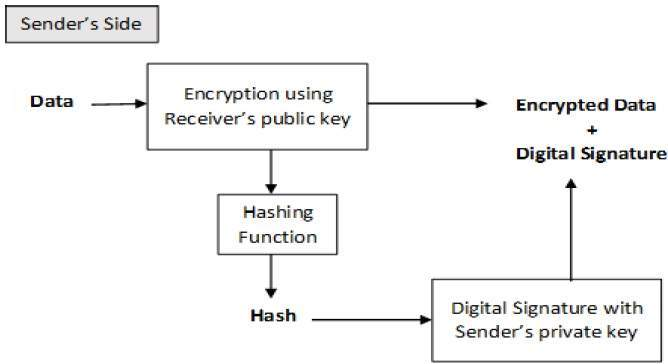 Sender's Side
Data
Encryption using
Receiver's public key
Encrypted Data
+
Digital Signature
Hashing
Function
Hash
Digital Signature with
Sender's private key